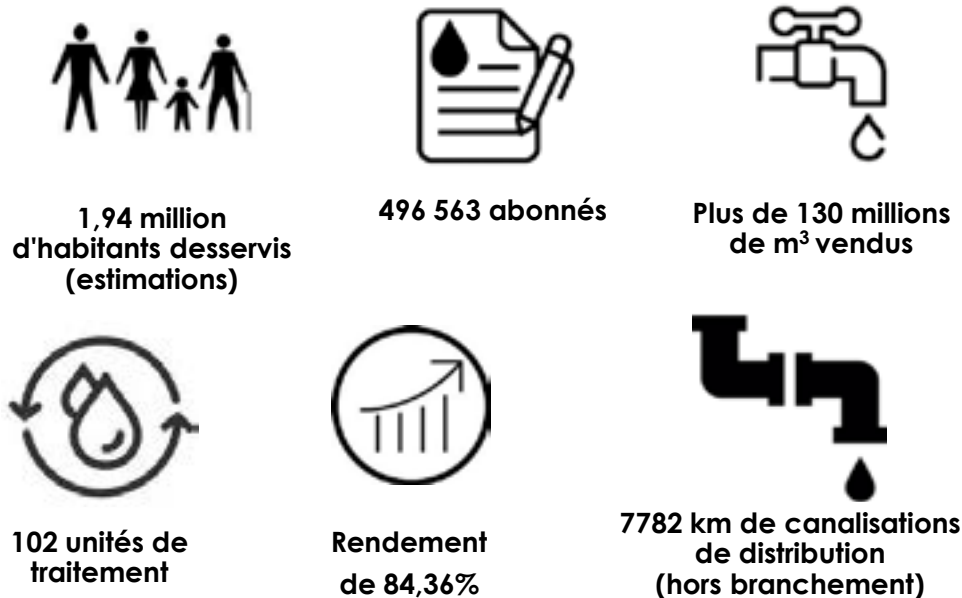 1,94 million
d'habitants desservis
(estimations)
496 563 abonnés
Plus de 130 millions
de m³ vendus
102 unités de
traitement
Rendement
de 84,36%
7782 km de canalisations
de distribution
(hors branchement)